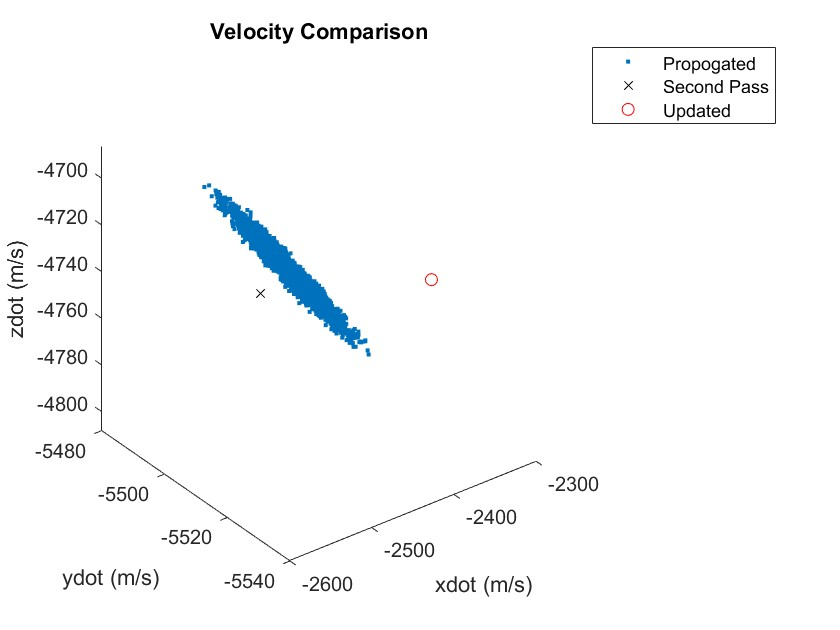 Velocity Comparison
Propogated
Second Pass
Updated
zdot (m/s)
-4700
-4720
-4740
-4760
-4780
-4800
-5480
-5500
-5520
-5540
ydot (m/s)
-2600
-2500
-2400
-2300
xdot (m/s)